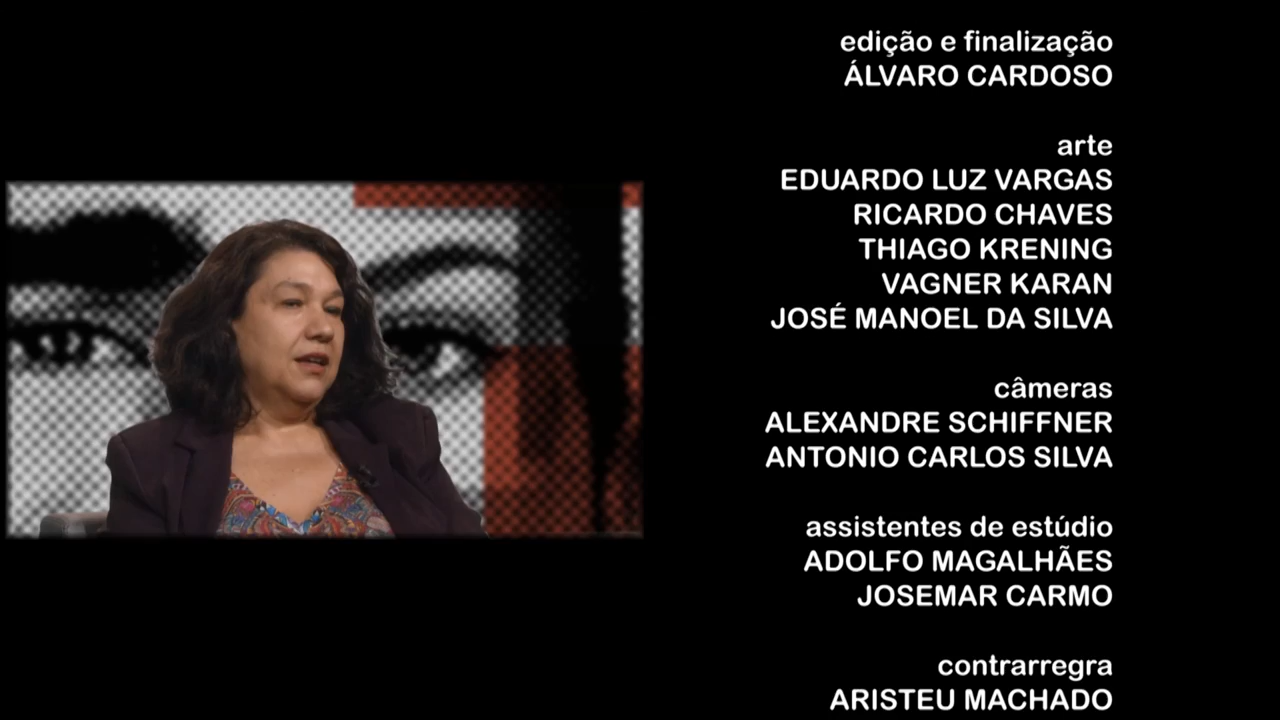 edição e finalização
ÁLVARO CARDOSO
arte
EDUARDO LUZ VARGAS
RICARDO CHAVES
THIAGO KRENING
VAGNER KARAN
JOSÉ MANOEL DA SILVA
câmeras
ALEXANDRE SCHIFFNER
ANTONIO CARLOS SILVA
assistentes de estúdio
ADOLFO MAGALHÃES
JOSEMAR CARMO
contrarregra
ARISTEU MACHADO